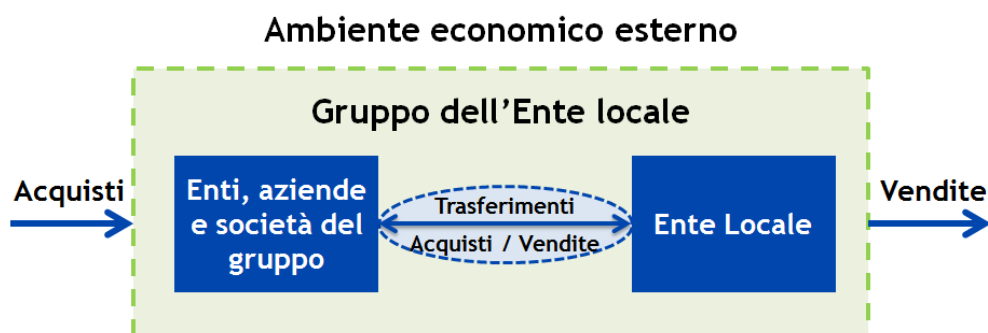 Ambiente economico esterno
Gruppo dell'Ente locale
Acquisti
Enti, aziende
e società del
gruppo
Trasferimenti
Acquisti / Vendite
Ente Locale
Vendite